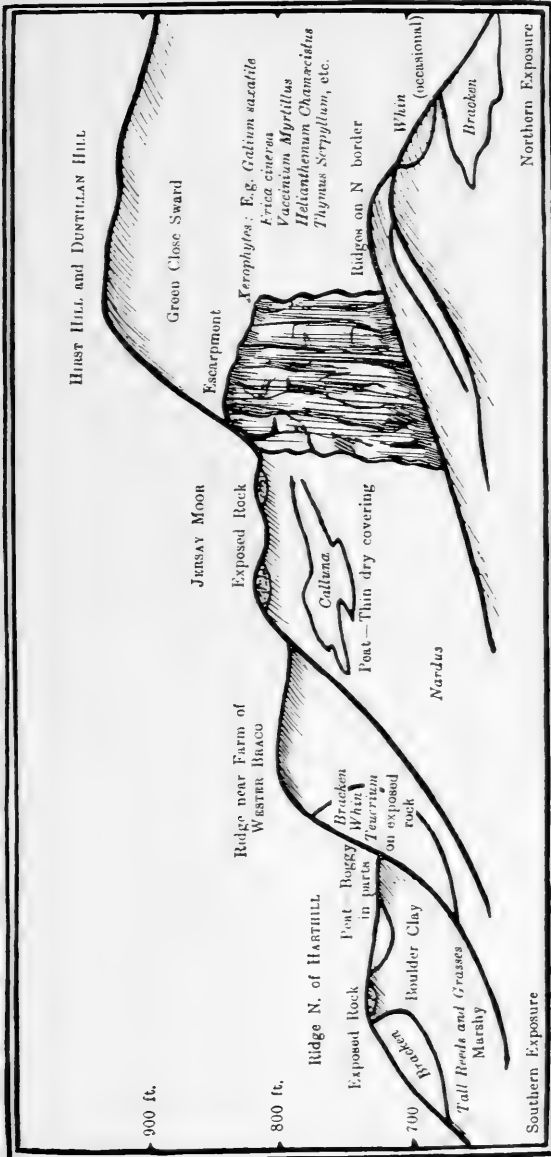 HIRST HILL AND DUNTILLAN HILL
Green Close Sward
Escarpment
Xerophytes: E.g. Galium saxatile
Erica cinerea
Vaccinium Myrtillus
Helianthemum Chamæcistus
Thymus Serpyllum, etc.
Ridges on N border
Whin
(occasional)
Bracken
Northern Exposure
JERSAY MOOR
Exposed Rock
Calluna
Peat—Thin dry covering
Nardus
Ridge near Farm of
WESTER BRACO
Bracken
Whin
Teucrium
on exposed
rock
Ridge N. of HARTHILL
Exposed Rock
Peat - Boggy
in parts
Boulder Clay
Bracken
Tall Reeds and Grasses
Marshy
Southern Exposure
900 ft.
800 ft.
700